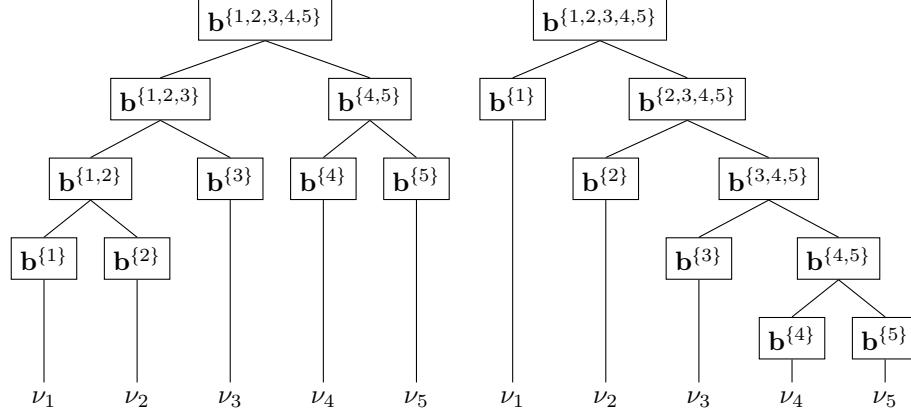 b^{1,2,3,4,5} b^{1,2,3,4,5}
b^{1,2,3} b^{4,5} b^{1} b^{2,3,4,5}
b^{1,2} b^{3} b^{4} b^{5} b^{2} b^{3,4,5}
b^{1} b^{2} b^{3} b^{4,5}
b^{4} b^{5}
ν₁ ν₂ ν₃ ν₄ ν₅ ν₁ ν₂ ν₃ ν₄ ν₅